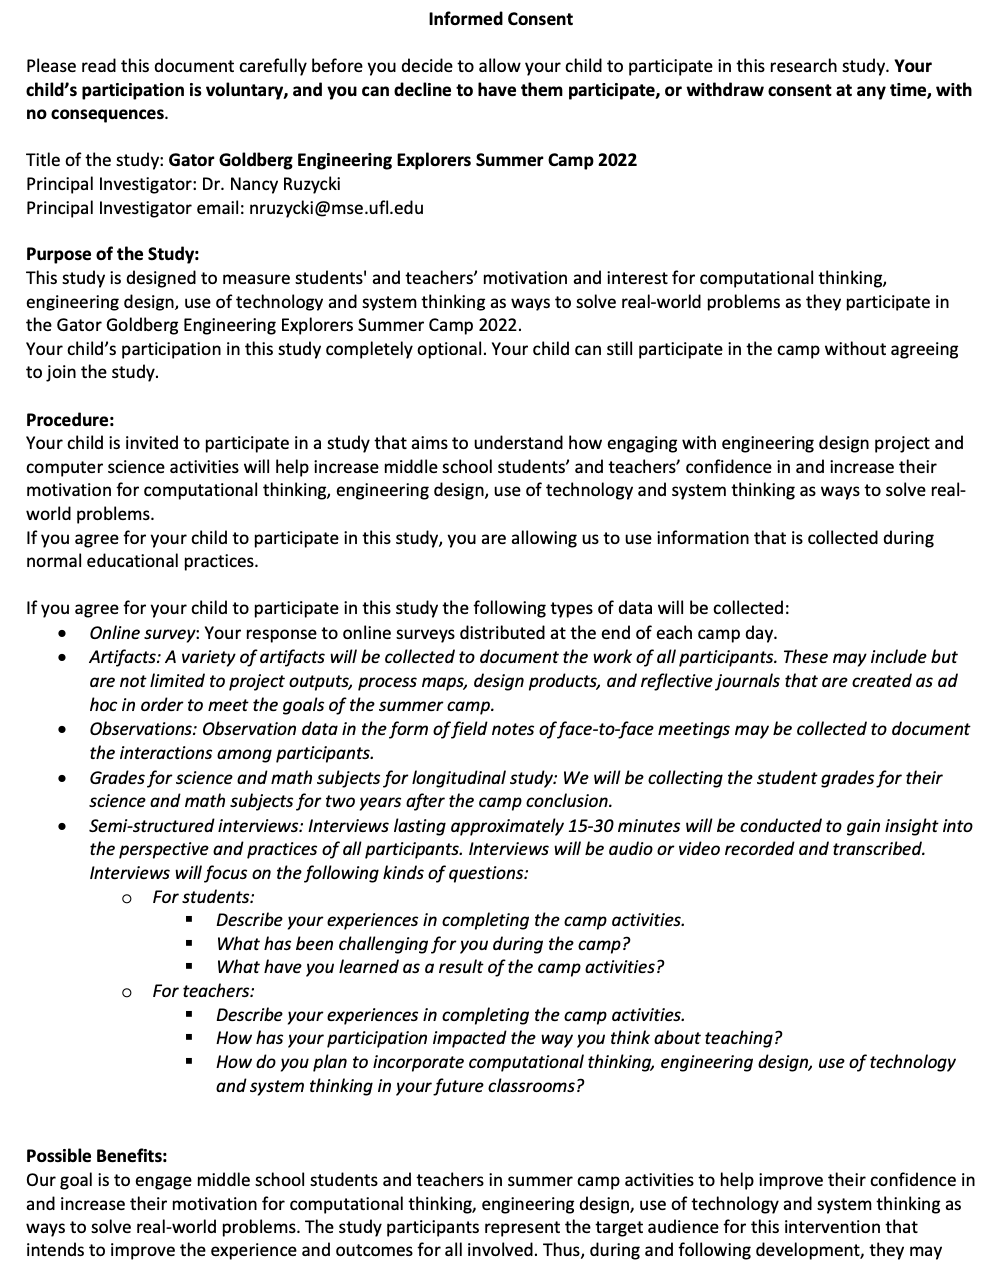 Informed Consent
Please read this document carefully before you decide to allow your child to participate in this research study. Your
child’s participation is voluntary, and you can decline to have them participate, or withdraw consent at any time, with
no consequences.
Title of the study: Gator Goldberg Engineering Explorers Summer Camp 2022
Principal Investigator: Dr. Nancy Ruzycki
Principal Investigator email: nruzycki@mse.ufl.edu
Purpose of the Study:
This study is designed to measure students' and teachers’ motivation and interest for computational thinking,
engineering design, use of technology and system thinking as ways to solve real-world problems as they participate in
the Gator Goldberg Engineering Explorers Summer Camp 2022.
Your child’s participation in this study completely optional. Your child can still participate in the camp without agreeing
to join the study.
Procedure:
Your child is invited to participate in a study that aims to understand how engaging with engineering design project and
computer science activities will help increase middle school students’ and teachers’ confidence in and increase their
motivation for computational thinking, engineering design, use of technology and system thinking as ways to solve real-
world problems.
If you agree for your child to participate in this study, you are allowing us to use information that is collected during
normal educational practices.
If you agree for your child to participate in this study the following types of data will be collected:
• Online survey: Your response to online surveys distributed at the end of each camp day.
• Artifacts: A variety of artifacts will be collected to document the work of all participants. These may include but
are not limited to project outputs, process maps, design products, and reflective journals that are created as ad
hoc in order to meet the goals of the summer camp.
• Observations: Observation data in the form of field notes of face-to-face meetings may be collected to document
the interactions among participants.
• Grades for science and math subjects for longitudinal study: We will be collecting the student grades for their
science and math subjects for two years after the camp conclusion.
• Semi-structured interviews: Interviews lasting approximately 15-30 minutes will be conducted to gain insight into
the perspective and practices of all participants. Interviews will be audio or video recorded and transcribed.
Interviews will focus on the following kinds of questions:
o For students:
▪ Describe your experiences in completing the camp activities.
▪ What has been challenging for you during the camp?
▪ What have you learned as a result of the camp activities?
o For teachers:
▪ Describe your experiences in completing the camp activities.
▪ How has your participation impacted the way you think about teaching?
▪ How do you plan to incorporate computational thinking, engineering design, use of technology
and system thinking in your future classrooms?
Possible Benefits:
Our goal is to engage middle school students and teachers in summer camp activities to help improve their confidence in
and increase their motivation for computational thinking, engineering design, use of technology and system thinking as
ways to solve real-world problems. The study participants represent the target audience for this intervention that
intends to improve the experience and outcomes for all involved. Thus, during and following development, they may